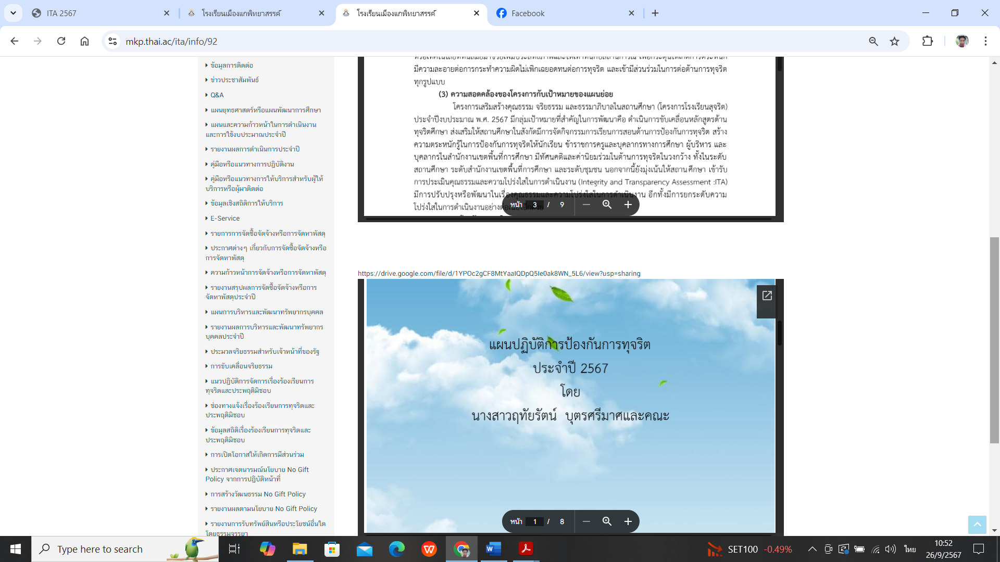 ITA 2567
โรงเรียนเมืองแกพิทยาสรรค์
โรงเรียนเมืองแกพิทยาสรรค์
Facebook
mkp.thai.ac/ita/info/92
ข้อมูลการติดต่อ
ข่าวประชาสัมพันธ์
Q&A
แผนยุทธศาสตร์หรือแผนพัฒนาการศึกษา
แผนและความก้าวหน้าในการดำเนินงาน
และการใช้งบประมาณประจำปี
รายงานผลการดำเนินการประจำปี
คู่มือหรือแนวทางการปฏิบัติงาน
คู่มือหรือแนวทางการให้บริการสำหรับผู้ให้
บริการหรือผู้มาติดต่อ
ข้อมูลเชิงสถิติการให้บริการ
E-Service
รายการการจัดซื้อจัดจ้างหรือการจัดหาพัสดุ
ประกาศต่างๆ เกี่ยวกับการจัดซื้อจัดจ้างหรือ
การจัดหาพัสดุ
ความก้าวหน้าการจัดจ้างหรือการจัดหาพัสดุ
รายงานสรุปผลการจัดซื้อจัดจ้างหรือการ
จัดหาพัสดุประจำปี
แผนการบริหารและพัฒนาทรัพยากรบุคคล
รายงานผลการบริหารและพัฒนาทรัพยากร
บุคคลประจำปี
ประมวลจริยธรรมสำหรับเจ้าหน้าที่ของรัฐ
การขับเคลื่อนจริยธรรม
แนวปฏิบัติการจัดการเรื่องร้องเรียนการ
ทุจริตและประพฤติมิชอบ
ช่องทางแจ้งเรื่องร้องเรียนการทุจริตและ
ประพฤติมิชอบ
ข้อมูลสถิติเรื่องร้องเรียนการทุจริตและ
ประพฤติมิชอบ
การเปิดโอกาสให้เกิดการมีส่วนร่วม
ประกาศเจตนารมณ์นโยบาย No Gift
Policy จากการปฏิบัติหน้าที่
การสร้างวัฒนธรรม No Gift Policy
รายงานผลตามนโยบาย No Gift Policy
รายงานการรับทรัพย์สินหรือประโยชน์อื่นใด
โดยธรรมจรรยา
มีความละอายต่อการกระทำความผิดไม่เพิกเฉยอดทนต่อการทุจริต และเข้ามีส่วนร่วมในการต่อต้านการทุจริต
ทุกรูปแบบ
(3) ความสอดคล้องของโครงการกับเป้าหมายของแผนย่อย
โครงการเสริมสร้างคุณธรรม จริยธรรม และธรรมาภิบาลในสถานศึกษา (โครงการโรงเรียนสุจริต)
ประจำปีงบประมาณ พ.ศ. 2567 มีกลุ่มเป้าหมายที่สำคัญในการพัฒนาคือ ดำเนินการขับเคลื่อนหลักสูตรต้าน
ทุจริตศึกษา ส่งเสริมให้สถานศึกษาในสังกัดมีการจัดกิจกรรมการเรียนการสอนด้านการป้องกันการทุจริต สร้าง
ความตระหนักรู้ในการป้องกันการทุจริตให้นักเรียน ข้าราชการครูและบุคลากรทางการศึกษา ผู้บริหาร และ
บุคลากรในสำนักงานเขตพื้นที่การศึกษา มีทัศนคติและค่านิยมร่วมในต้านการทุจริตในวงกว้าง ทั้งในระดับ
สถานศึกษา ระดับสำนักงานเขตพื้นที่การศึกษา และระดับชุมชน นอกจากนี้ยังมุ่งเน้นให้สถานศึกษา เข้ารับ
การประเมินคุณธรรมและความโปร่งใสในการดำเนินงาน (Integrity and Transparency Assessment :ITA)
มีการปรับปรุงหรือพัฒนาในเรื่องคุณธรรมและความโปร่งใสในการดำเนินงาน อีกทั้งมีการยกระดับความ
โปร่งใสในการดำเนินงานอย่างต่อเนื่องอีกด้วย
หน้า 3 / 9
https://drive.google.com/file/d/1YPOc2gCF8MtYaaIQDpQ5Ie0ak8WN_5L6/view?usp=sharing
แผนปฏิบัติการป้องกันการทุจริต
ประจำปี 2567
โดย
นางสาวฤทัยรัตน์ บุตรศรีมาศและคณะ
หน้า 1 / 8
Type here to search
SET100 -0.49%
ไทย
10:52
26/9/2567